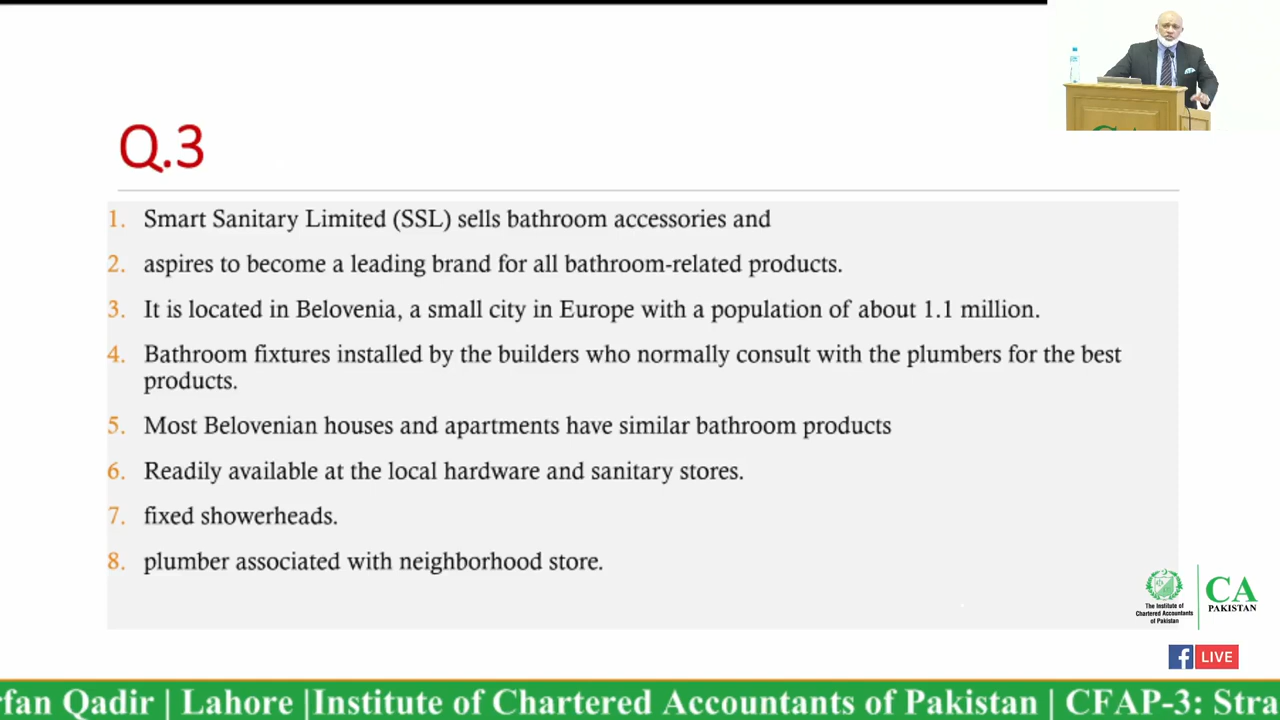 Q.3
1. Smart Sanitary Limited (SSL) sells bathroom accessories and
2. aspires to become a leading brand for all bathroom-related products.
3. It is located in Belovenia, a small city in Europe with a population of about 1.1 million.
4. Bathroom fixtures installed by the builders who normally consult with the plumbers for the best
products.
5. Most Belovenian houses and apartments have similar bathroom products
6. Readily available at the local hardware and sanitary stores.
7. fixed showerheads.
8. plumber associated with neighborhood store.
The Institute of
Chartered Accountants
of Pakistan
CA
PAKISTAN
f LIVE
rfan Qadir | Lahore |Institute of Chartered Accountants of Pakistan | CFAP-3: Stra